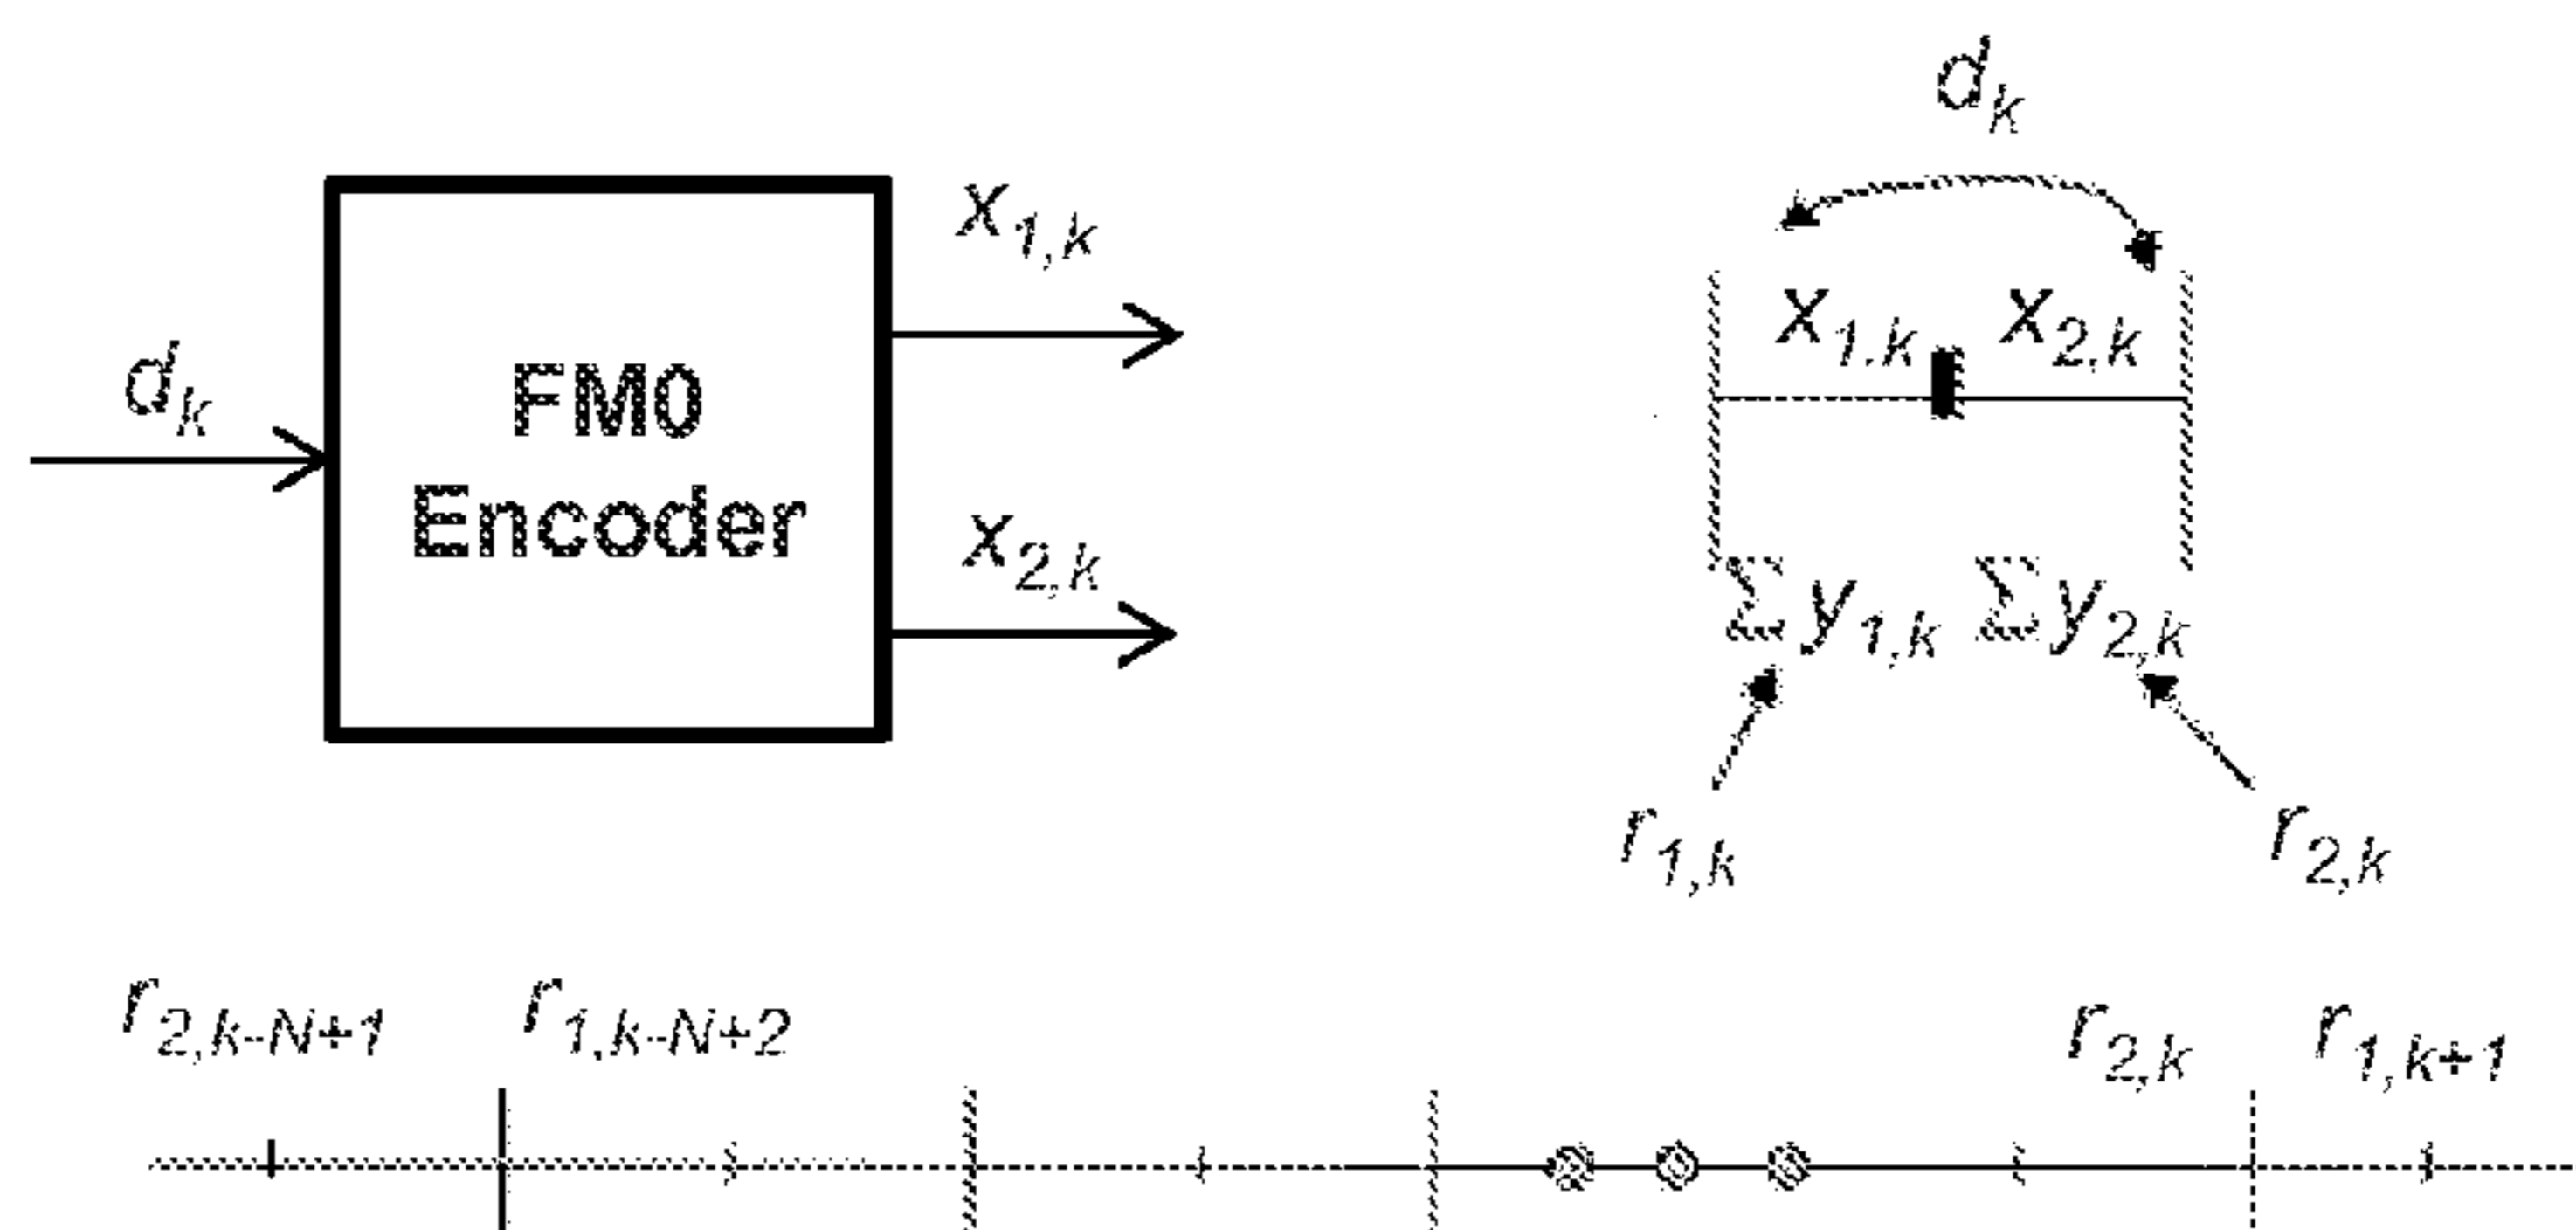 d_k
FM0
Encoder
x_{1,k}
x_{2,k}
d_k
x_{1,k} x_{2,k}
Σy_{1,k} Σy_{2,k}
r_{1,k} r_{2,k}
r_{2,k-N+1} r_{1,k-N+2} r_{2,k} r_{1,k+1}